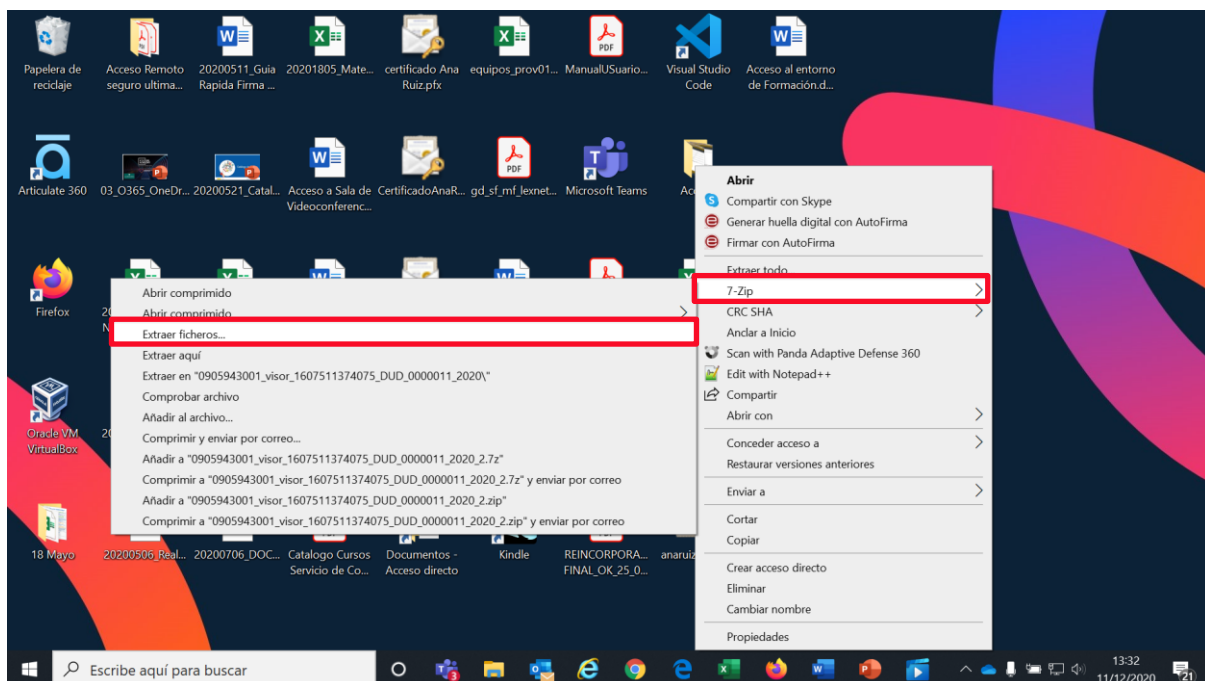 Papelera de reciclaje
Acceso Remoto seguro ultima...
20200511_Guia Rapida Firma ...
20201805_Mate...
certificado Ana Ruiz.pfx
equipos_prov01...
ManualUSuario...
Visual Studio Code
Acceso al entorno de Formación.d...
Articulate 360
03_O365_OneDr...
20200521_Catal...
Acceso a Sala de Videoconferenc...
CertificadoAnaR...
gd_sf_mf_lexnet...
Microsoft Teams
Firefox
Oracle VM VirtualBox
Abrir
Compartir con Skype
Generar huella digital con AutoFirma
Firmar con AutoFirma
Extraer todo
7-Zip
CRC SHA
Anclar a Inicio
Scan with Panda Adaptive Defense 360
Edit with Notepad++
Compartir
Abrir con
Conceder acceso a
Restaurar versiones anteriores
Enviar a
Cortar
Copiar
Crear acceso directo
Eliminar
Cambiar nombre
Propiedades
Abrir comprimido
Abrir comprimido
Extraer ficheros...
Extraer aquí
Extraer en "0905943001_visor_1607511374075_DUD_0000011_2020\"
Comprobar archivo
Añadir al archivo...
Comprimir y enviar por correo...
Añadir a "0905943001_visor_1607511374075_DUD_0000011_2020_2.7z"
Comprimir a "0905943001_visor_1607511374075_DUD_0000011_2020_2.7z" y enviar por correo
Añadir a "0905943001_visor_1607511374075_DUD_0000011_2020_2.zip"
Comprimir a "0905943001_visor_1607511374075_DUD_0000011_2020_2.zip" y enviar por correo
18 Mayo
20200506_Real...
20200706_DOC...
Catalogo Cursos Servicio de Co...
Documentos - Acceso directo
Kindle
REINCORPORA... FINAL_OK_25_0...
Escribe aquí para buscar
13:32
11/12/2020